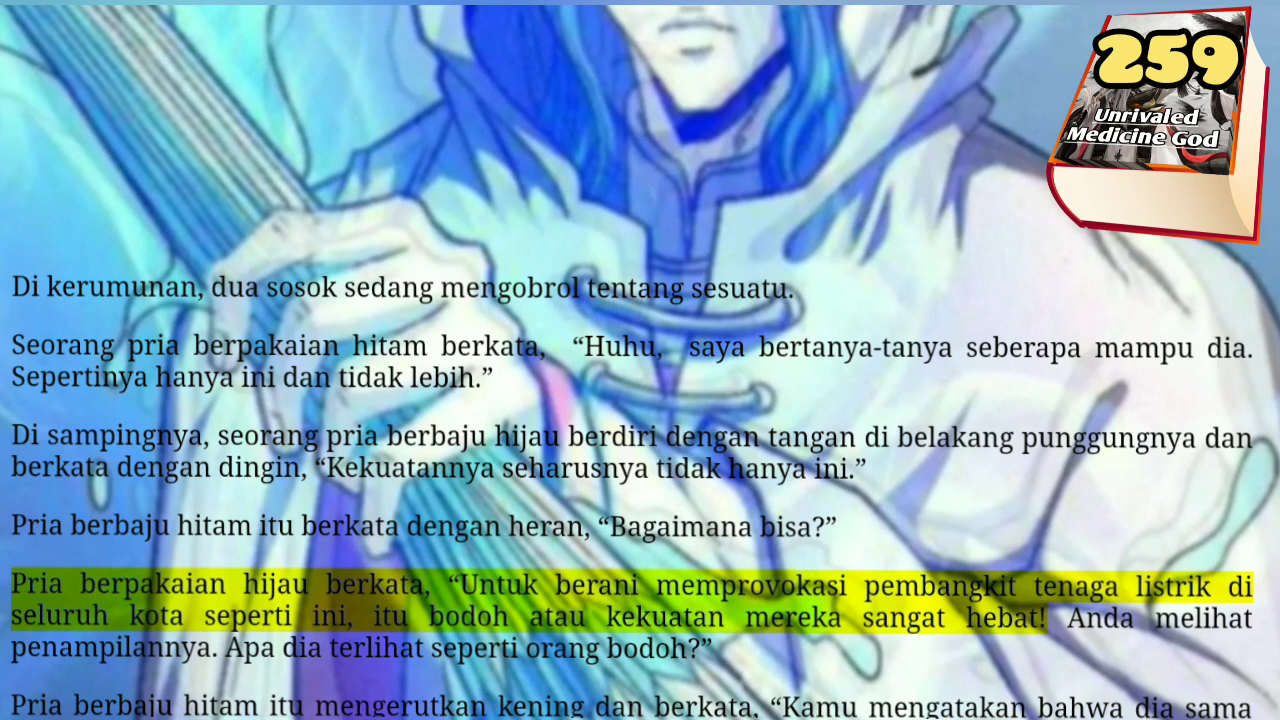 259
Unrivaled
Medicine God
Di kerumunan, dua sosok sedang mengobrol tentang sesuatu.
Seorang pria berpakaian hitam berkata, “Huhu, saya bertanya-tanya seberapa mampu dia.
Sepertinya hanya ini dan tidak lebih.”
Di sampingnya, seorang pria berbaju hijau berdiri dengan tangan di belakang punggungnya dan
berkata dengan dingin, “Kekuatannya seharusnya tidak hanya ini.”
Pria berbaju hitam itu berkata dengan heran, “Bagaimana bisa?”
Pria berpakaian hijau berkata, “Untuk berani memprovokasi pembangkit tenaga listrik di
seluruh kota seperti ini, itu bodoh atau kekuatan mereka sangat hebat! Anda melihat
penampilannya. Apa dia terlihat seperti orang bodoh?”
Pria berbaju hitam itu mengerutkan kening dan berkata, “Kamu mengatakan bahwa dia sama